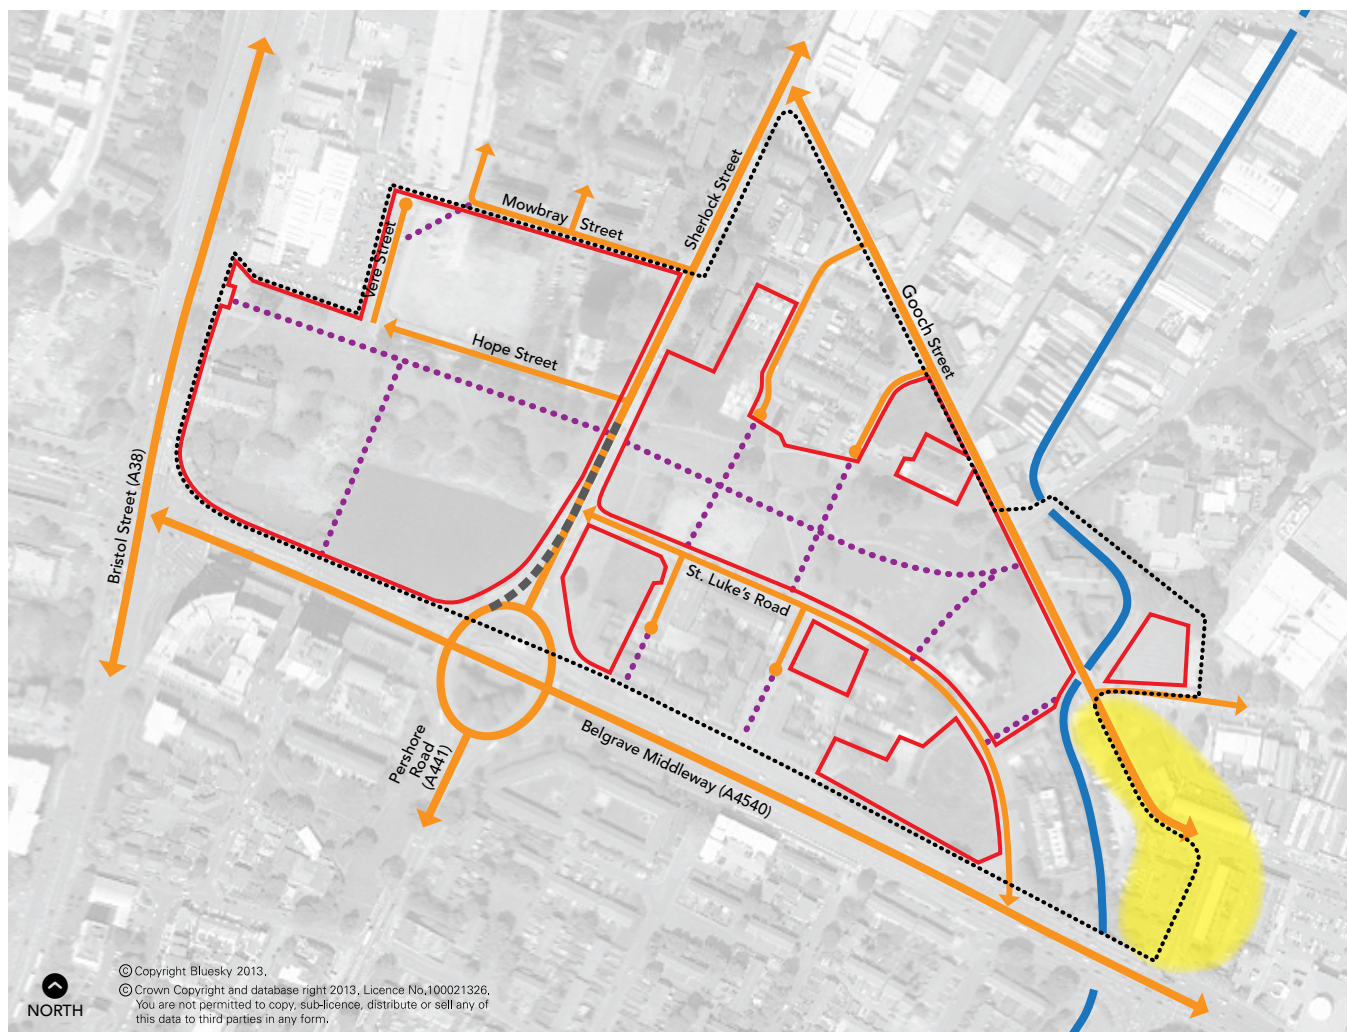 Mowbray Street
Sherlock Street
Vere Street
Hope Street
Gooch Street
Bristol Street (A38)
St. Luke's Road
Belgrave Middleway (A4540)
Pershore
Road
(A441)
NORTH
© Copyright Bluesky 2013.
© Crown Copyright and database right 2013. Licence No.100021326.
You are not permitted to copy, sub-licence, distribute or sell any of
this data to third parties in any form.